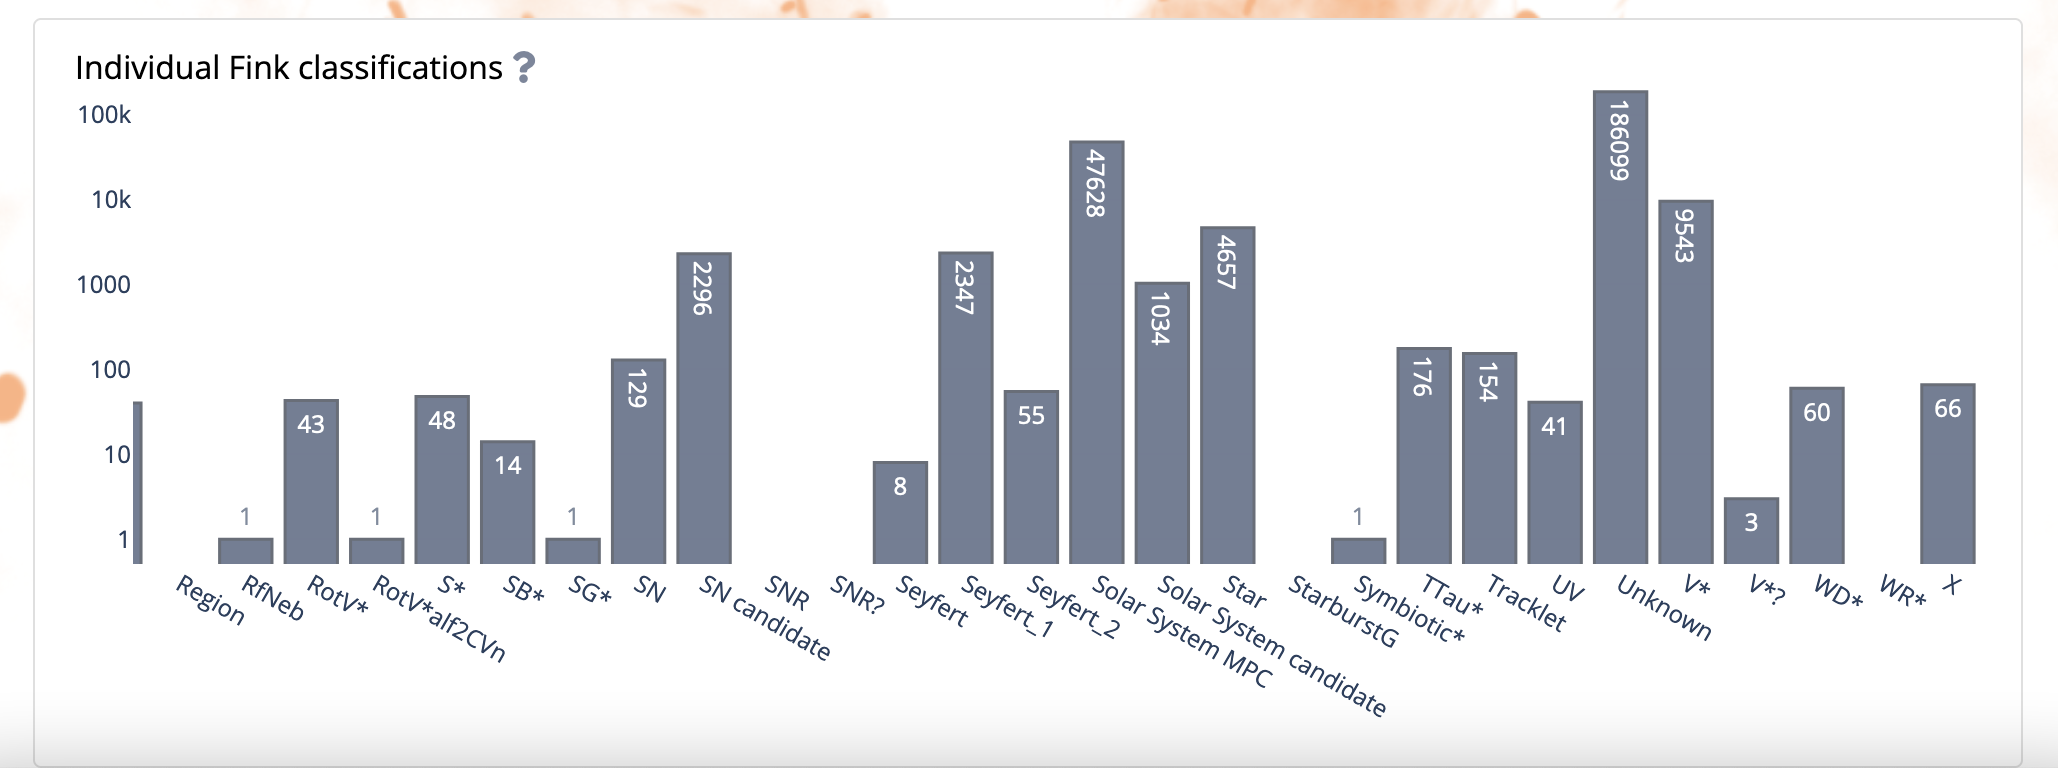 Individual Fink classifications ?
100k
10k
1000
100
10
1
1
43
1
48
14
1
129
2296
8
2347
55
47628
1034
4657
1
176
154
41
186099
9543
3
60
66
Region
RfNeb
RotV*
RotV*alf2CVn
S*
SB*
SG*
SN
SN candidate
SNR
SNR?
Seyfert
Seyfert_1
Seyfert_2
Solar System MPC
Solar System candidate
Star
StarburstG
Symbiotic*
TTau*
Tracklet
UV
Unknown
V*
V*?
WD*
WR*
X